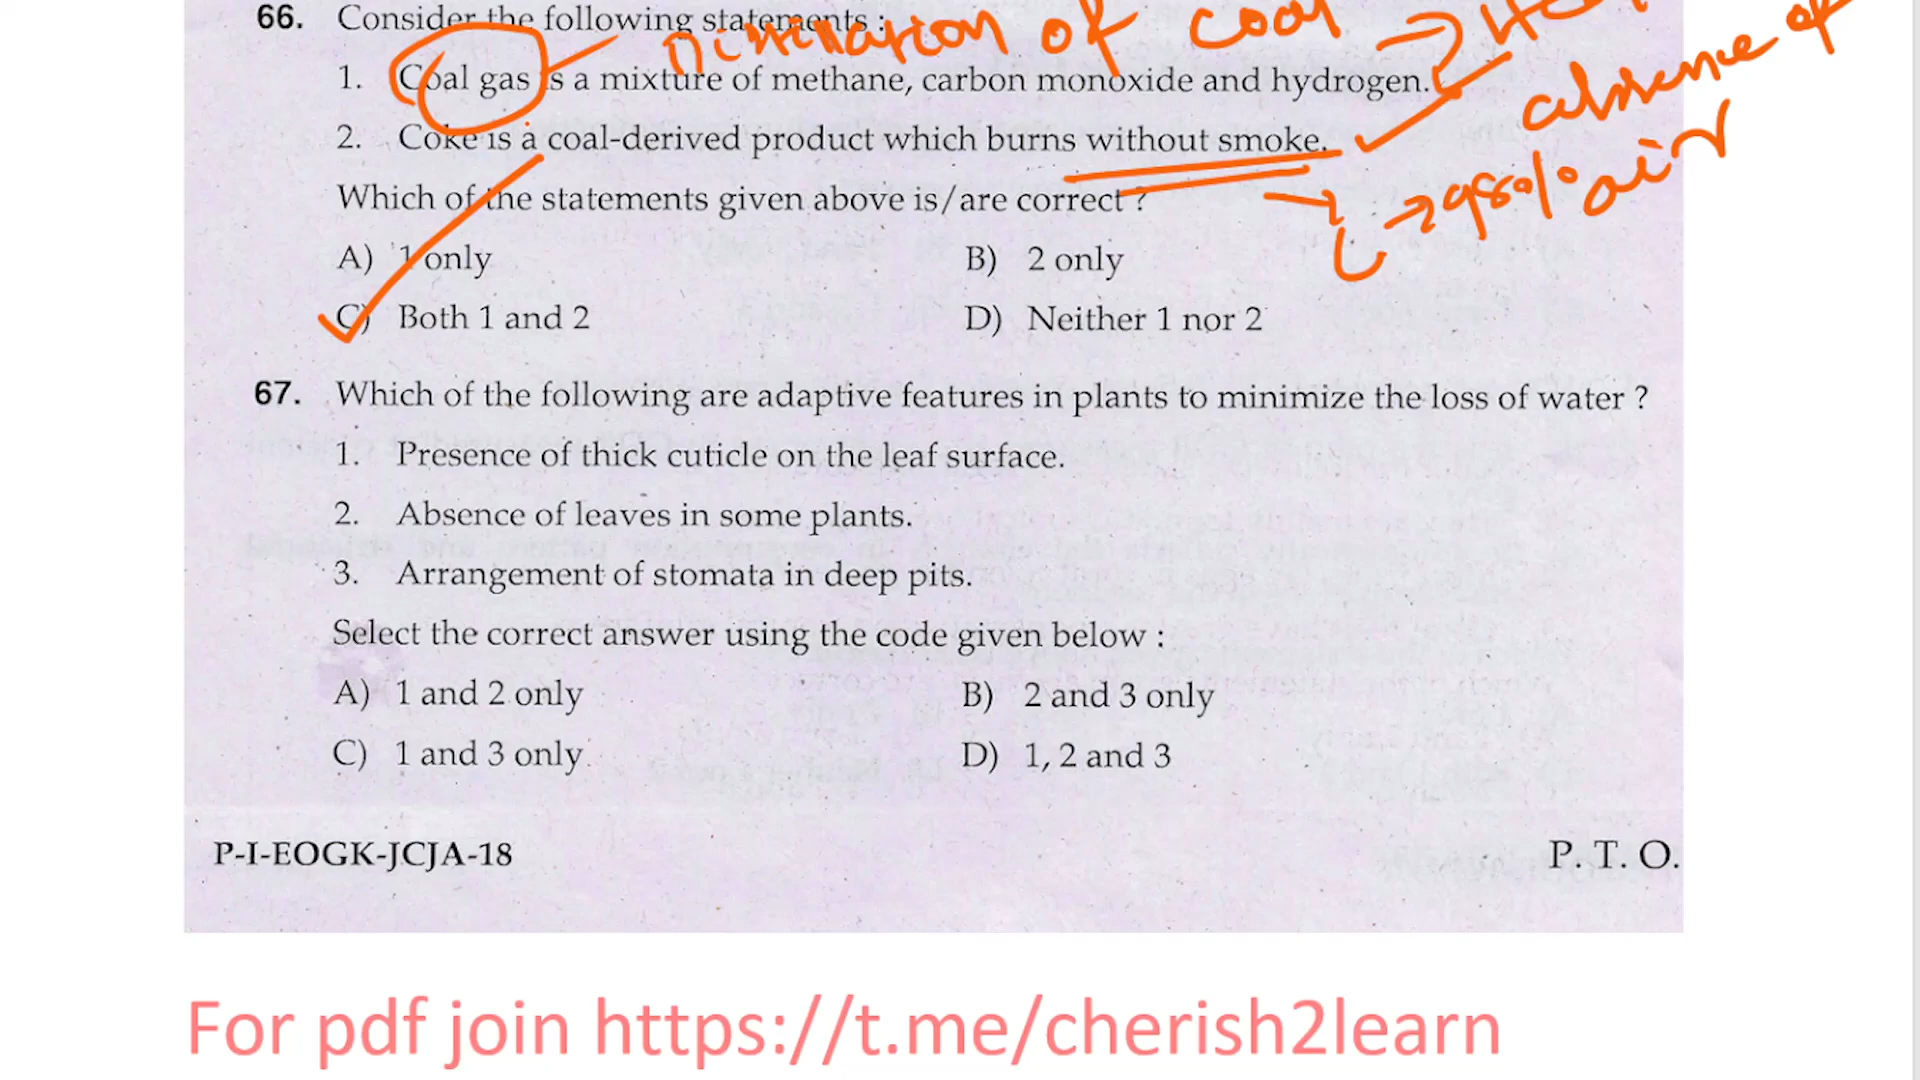 66. Consider the following statements :
of coal
1. Coal gas is a mixture of methane, carbon monoxide and hydrogen.
absence of
air
2. Coke is a coal-derived product which burns without smoke.
Which of the statements given above is/are correct ?
A) 1 only B) 2 only
C) Both 1 and 2 D) Neither 1 nor 2
67. Which of the following are adaptive features in plants to minimize the loss of water ?
1. Presence of thick cuticle on the leaf surface.
2. Absence of leaves in some plants.
3. Arrangement of stomata in deep pits.
Select the correct answer using the code given below :
A) 1 and 2 only B) 2 and 3 only
C) 1 and 3 only D) 1, 2 and 3
P-I-EOGK-JCJA-18 P. T. O.
For pdf join https://t.me/cherish2learn